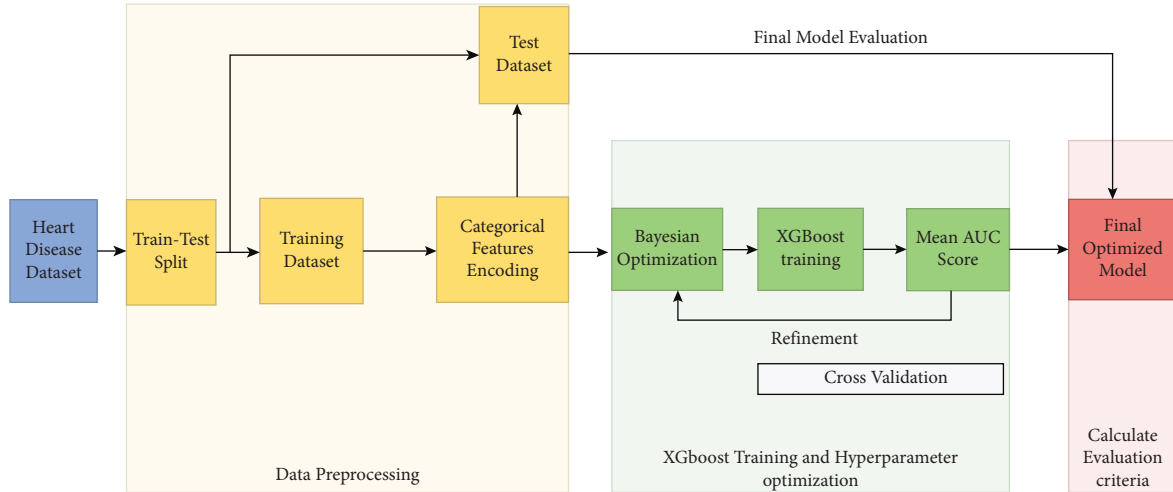 Test
Dataset
Final Model Evaluation
Heart
Disease
Dataset
Train-Test
Split
Training
Dataset
Categorical
Features
Encoding
Bayesian
Optimization
XGBoost
training
Mean AUC
Score
Final
Optimized
Model
Refinement
Cross Validation
Data Preprocessing
XGboost Training and Hyperparameter
optimization
Calculate
Evaluation
criteria